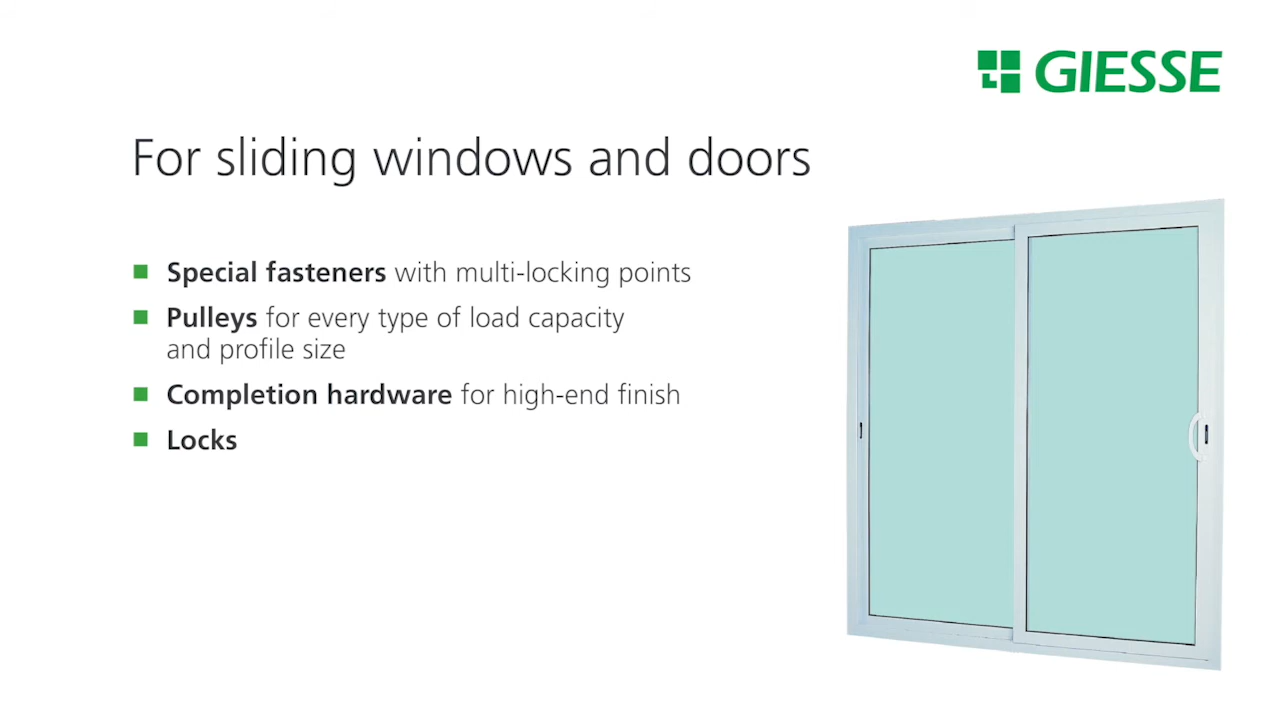 GIESSE
For sliding windows and doors
Special fasteners with multi-locking points
Pulleys for every type of load capacity
and profile size
Completion hardware for high-end finish
Locks